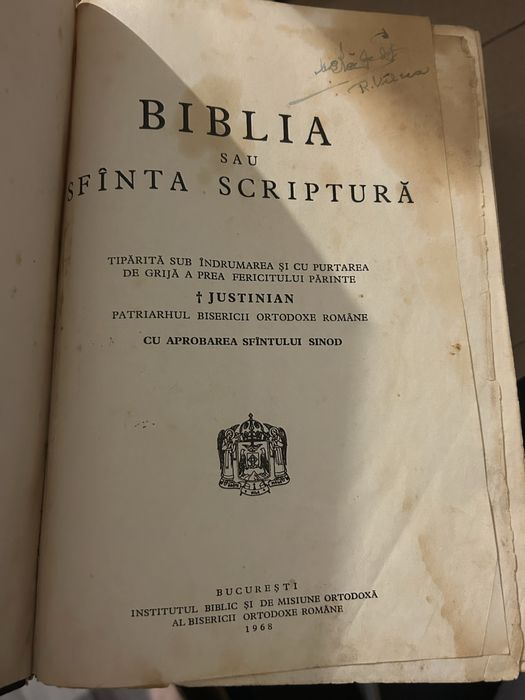 R. Vâlcea
BIBLIA
SAU
SFÎNTA SCRIPTURĂ
TIPĂRITĂ SUB ÎNDRUMAREA ȘI CU PURTAREA
DE GRIJĂ A PREA FERICITULUI PĂRINTE
† JUSTINIAN
PATRIARHUL BISERICII ORTODOXE ROMÂNE
CU APROBAREA SFÎNTULUI SINOD
BUCUREȘTI
INSTITUTUL BIBLIC ȘI DE MISIUNE ORTODOXĂ
AL BISERICII ORTODOXE ROMÂNE
1968